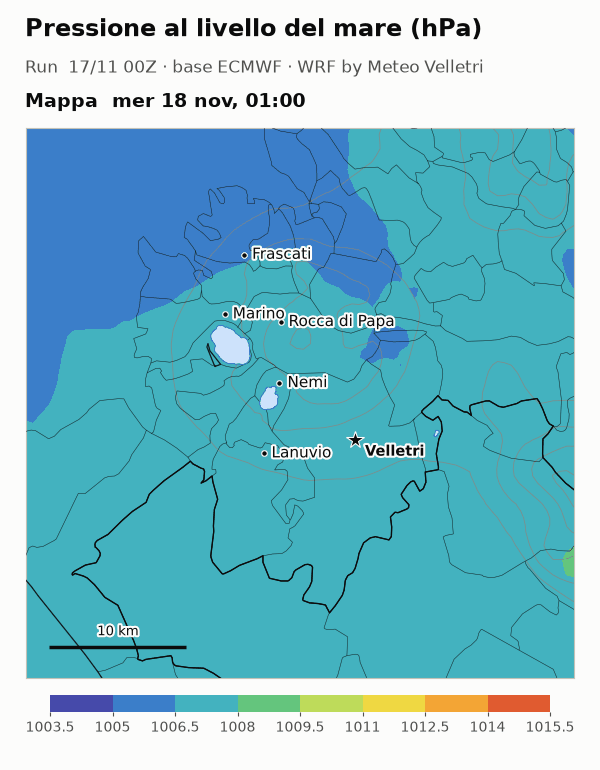 Pressione al livello del mare (hPa)
Run  17/11 00Z · base ECMWF · WRF by Meteo Velletri
Mappa  mer 18 nov, 01:00
Frascati
Marino
Rocca di Papa
Nemi
Velletri
Lanuvio
10 km
1003.5 1005 1006.5 1008 1009.5 1011 1012.5 1014 1015.5